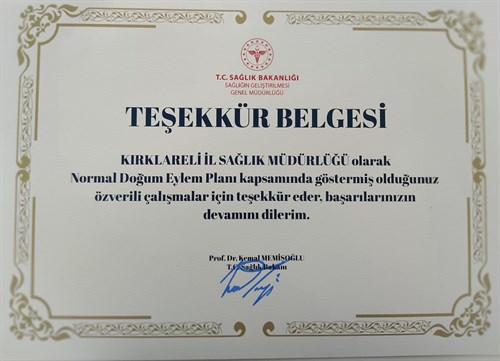 T.C. SAĞLIK BAKANLIĞI
SAĞLIĞIN GELİŞTİRİLMESİ
GENEL MÜDÜRLÜĞÜ
TEŞEKKÜR BELGESİ
KIRKLARELİ İL SAĞLIK MÜDÜRLÜĞÜ olarak
Normal Doğum Eylem Planı kapsamında göstermiş olduğunuz
özverili çalışmalar için teşekkür eder, başarılarınızın
devamını dilerim.
Prof. Dr. Kemal MEMİŞOĞLU
T.C. Sağlık Bakanı